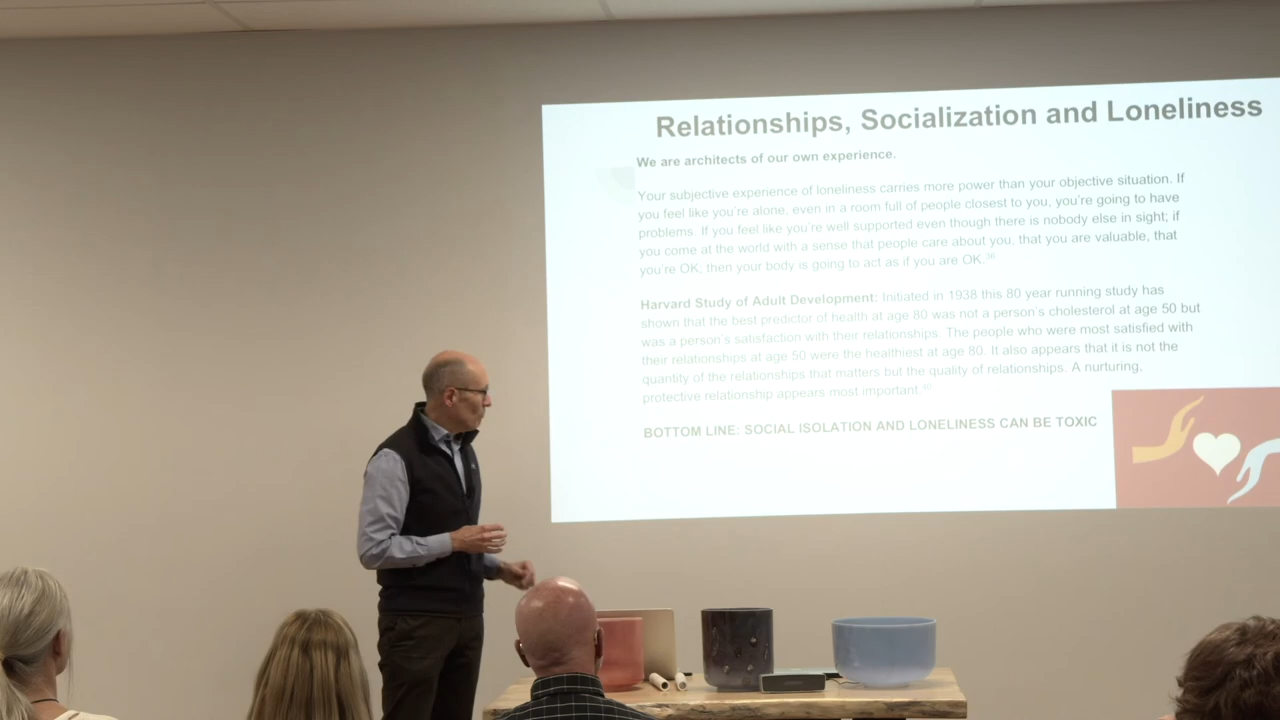 Relationships, Socialization and Loneliness
We are architects of our own experience.
Your subjective experience of loneliness carries more power than your objective situation. If
you feel like you're alone, even in a room full of people closest to you, you're going to have
problems. If you feel like you're well supported even though there is nobody else in sight; if
you come at the world with a sense that people care about you, that you are valuable, that
you're OK, then your body is going to act as if you are OK.
Harvard Study of Adult Development: Initiated in 1938 this 80 year running study has
shown that the best predictor of health at age 80 was not a person's cholesterol at age 50 but
was a person's satisfaction with their relationships. The people who were most satisfied with
their relationships at age 50 were the healthiest at age 80. It also appears that it is not the
quantity of the relationships that matters but the quality of relationships. A nurturing,
protective relationship appears most important.
BOTTOM LINE: SOCIAL ISOLATION AND LONELINESS CAN BE TOXIC